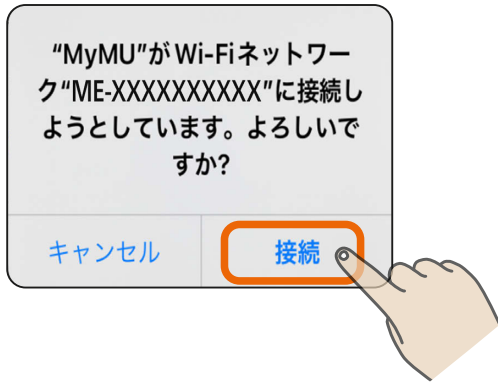 “MyMU”がWi-Fiネットワー
ク“ME-XXXXXXXXXX”に接続し
ようとしています。よろしいで
すか?
キャンセル 接続